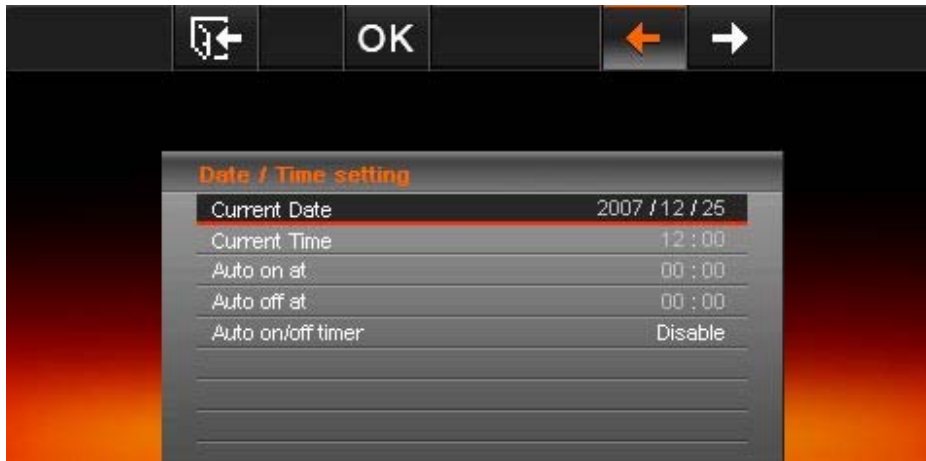 OK
Date / Time setting
Current Date 2007 / 12 / 25
Current Time 12 : 00
Auto on at 00 : 00
Auto off at 00 : 00
Auto on/off timer Disable